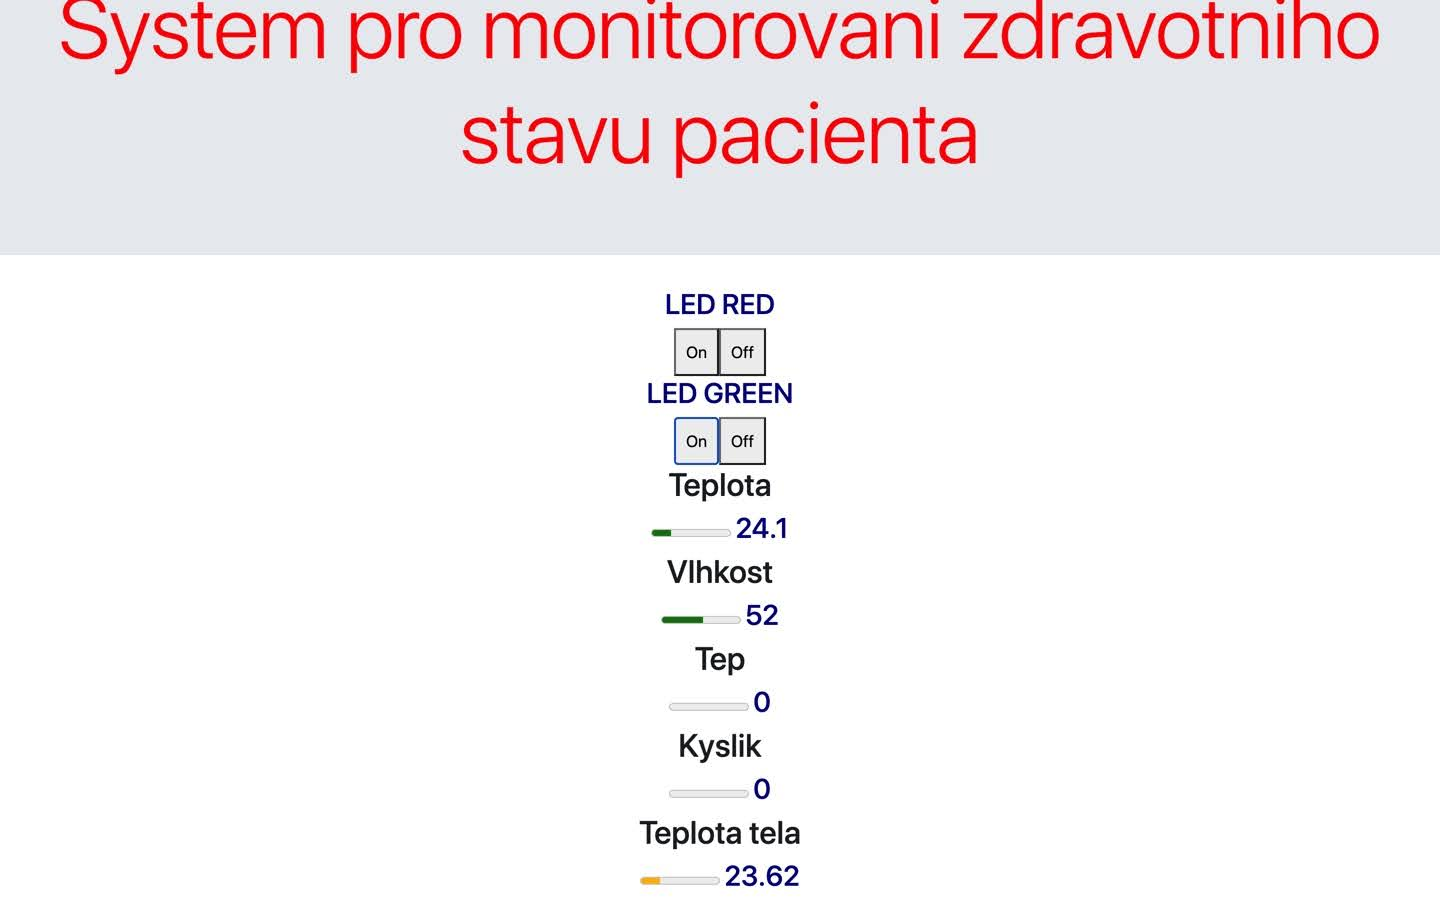 System pro monitorovani zdravotniho
stavu pacienta
LED RED
On Off
LED GREEN
On Off
Teplota
24.1
Vlhkost
52
Tep
0
Kyslik
0
Teplota tela
23.62